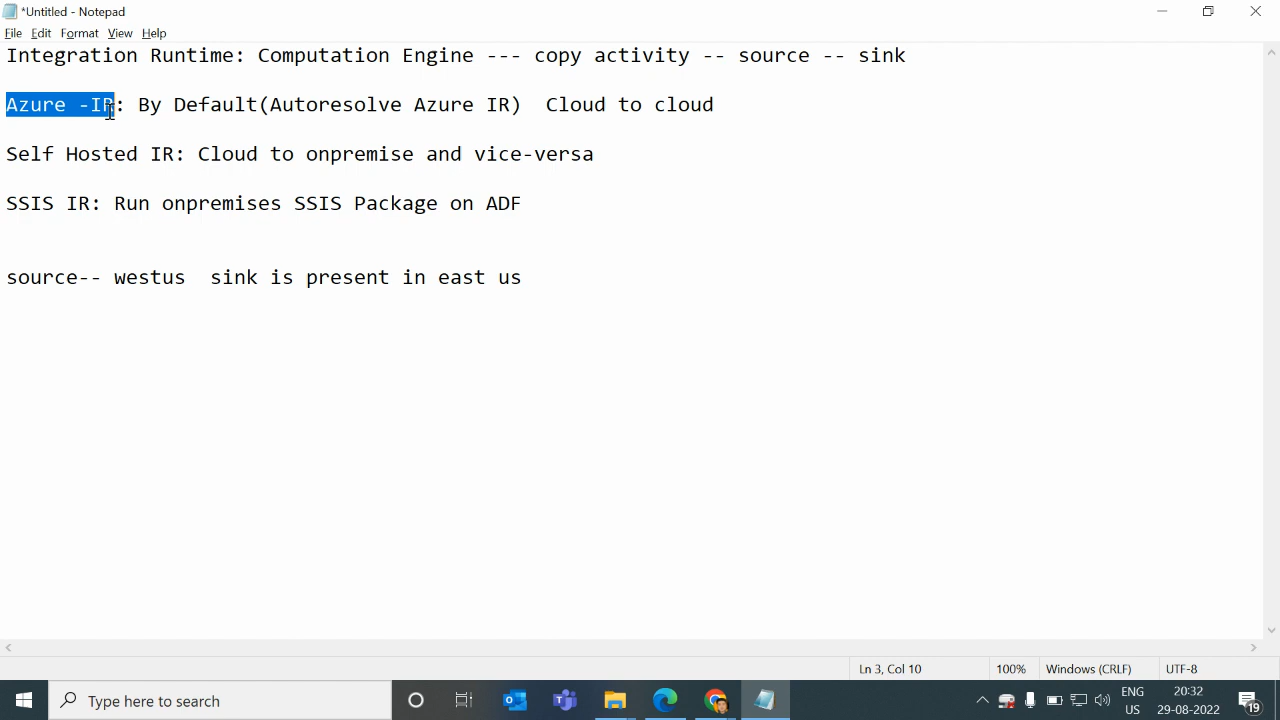 *Untitled - Notepad
File Edit Format View Help
Integration Runtime: Computation Engine --- copy activity -- source -- sink
Azure -IR: By Default(Autoresolve Azure IR)  Cloud to cloud
Self Hosted IR: Cloud to onpremise and vice-versa
SSIS IR: Run onpremises SSIS Package on ADF
source-- westus  sink is present in east us
Ln 3, Col 10 100% Windows (CRLF) UTF-8
Type here to search
ENG
US
20:32
29-08-2022
19